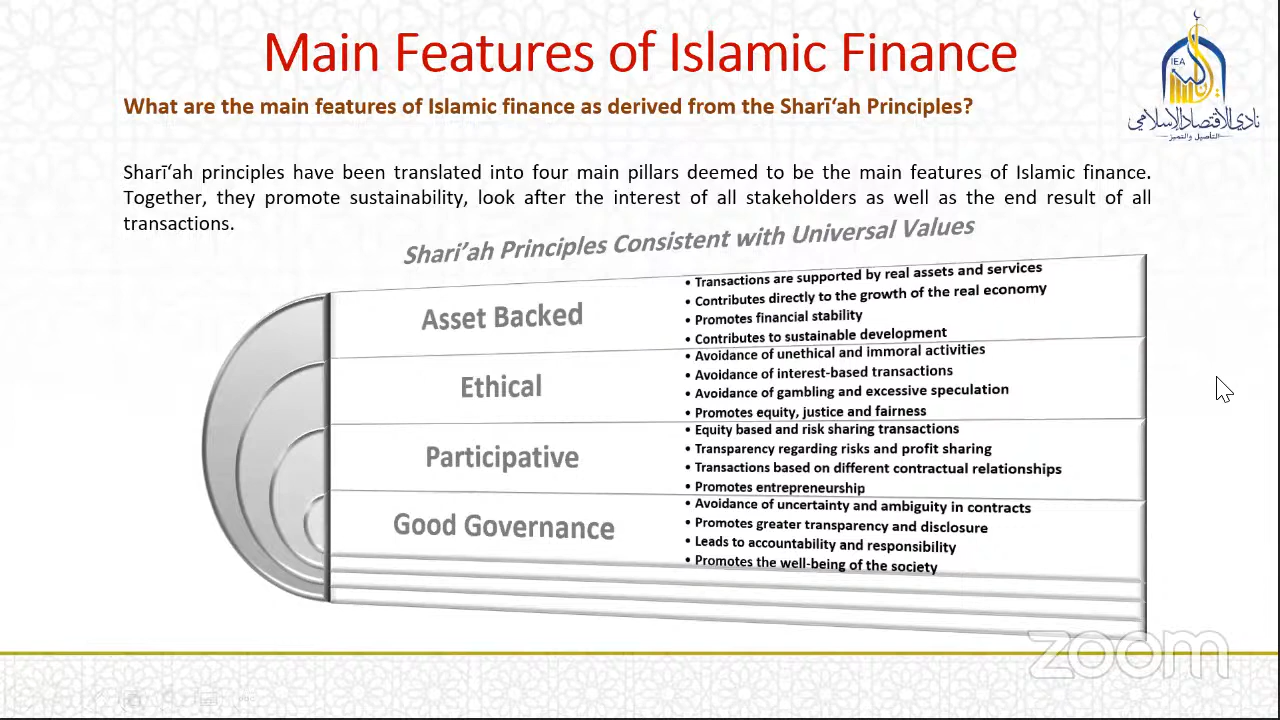 Main Features of Islamic Finance
What are the main features of Islamic finance as derived from the Sharī‘ah Principles?
IEA
نادي الاقتصاد الإسلامي
التأصيل والتميز
Sharī‘ah principles have been translated into four main pillars deemed to be the main features of Islamic finance.
Together, they promote sustainability, look after the interest of all stakeholders as well as the end result of all
transactions.
Shari’ah Principles Consistent with Universal Values
Asset Backed
• Transactions are supported by real assets and services
• Contributes directly to the growth of the real economy
• Promotes financial stability
• Contributes to sustainable development
Ethical
• Avoidance of unethical and immoral activities
• Avoidance of interest-based transactions
• Avoidance of gambling and excessive speculation
• Promotes equity, justice and fairness
Participative
• Equity based and risk sharing transactions
• Transparency regarding risks and profit sharing
• Transactions based on different contractual relationships
• Promotes entrepreneurship
Good Governance
• Avoidance of uncertainty and ambiguity in contracts
• Promotes greater transparency and disclosure
• Leads to accountability and responsibility
• Promotes the well-being of the society
zoom